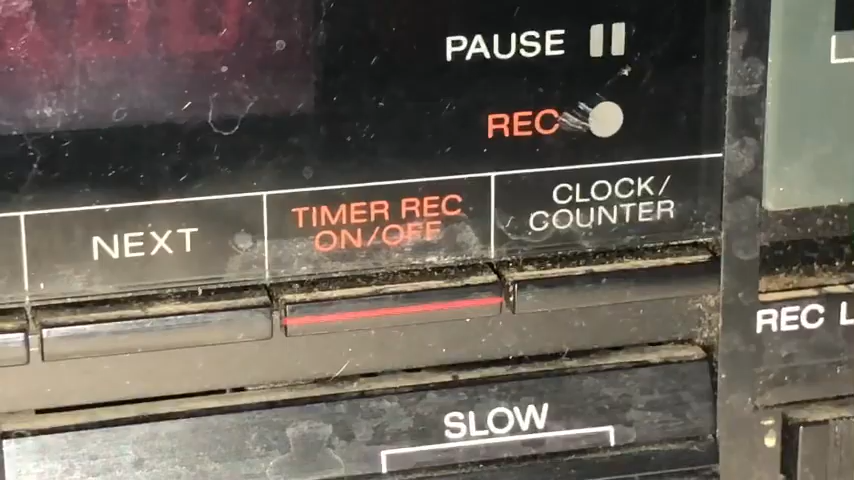 PAUSE
REC
NEXT
TIMER REC
ON/OFF
CLOCK/
COUNTER
REC L
SLOW